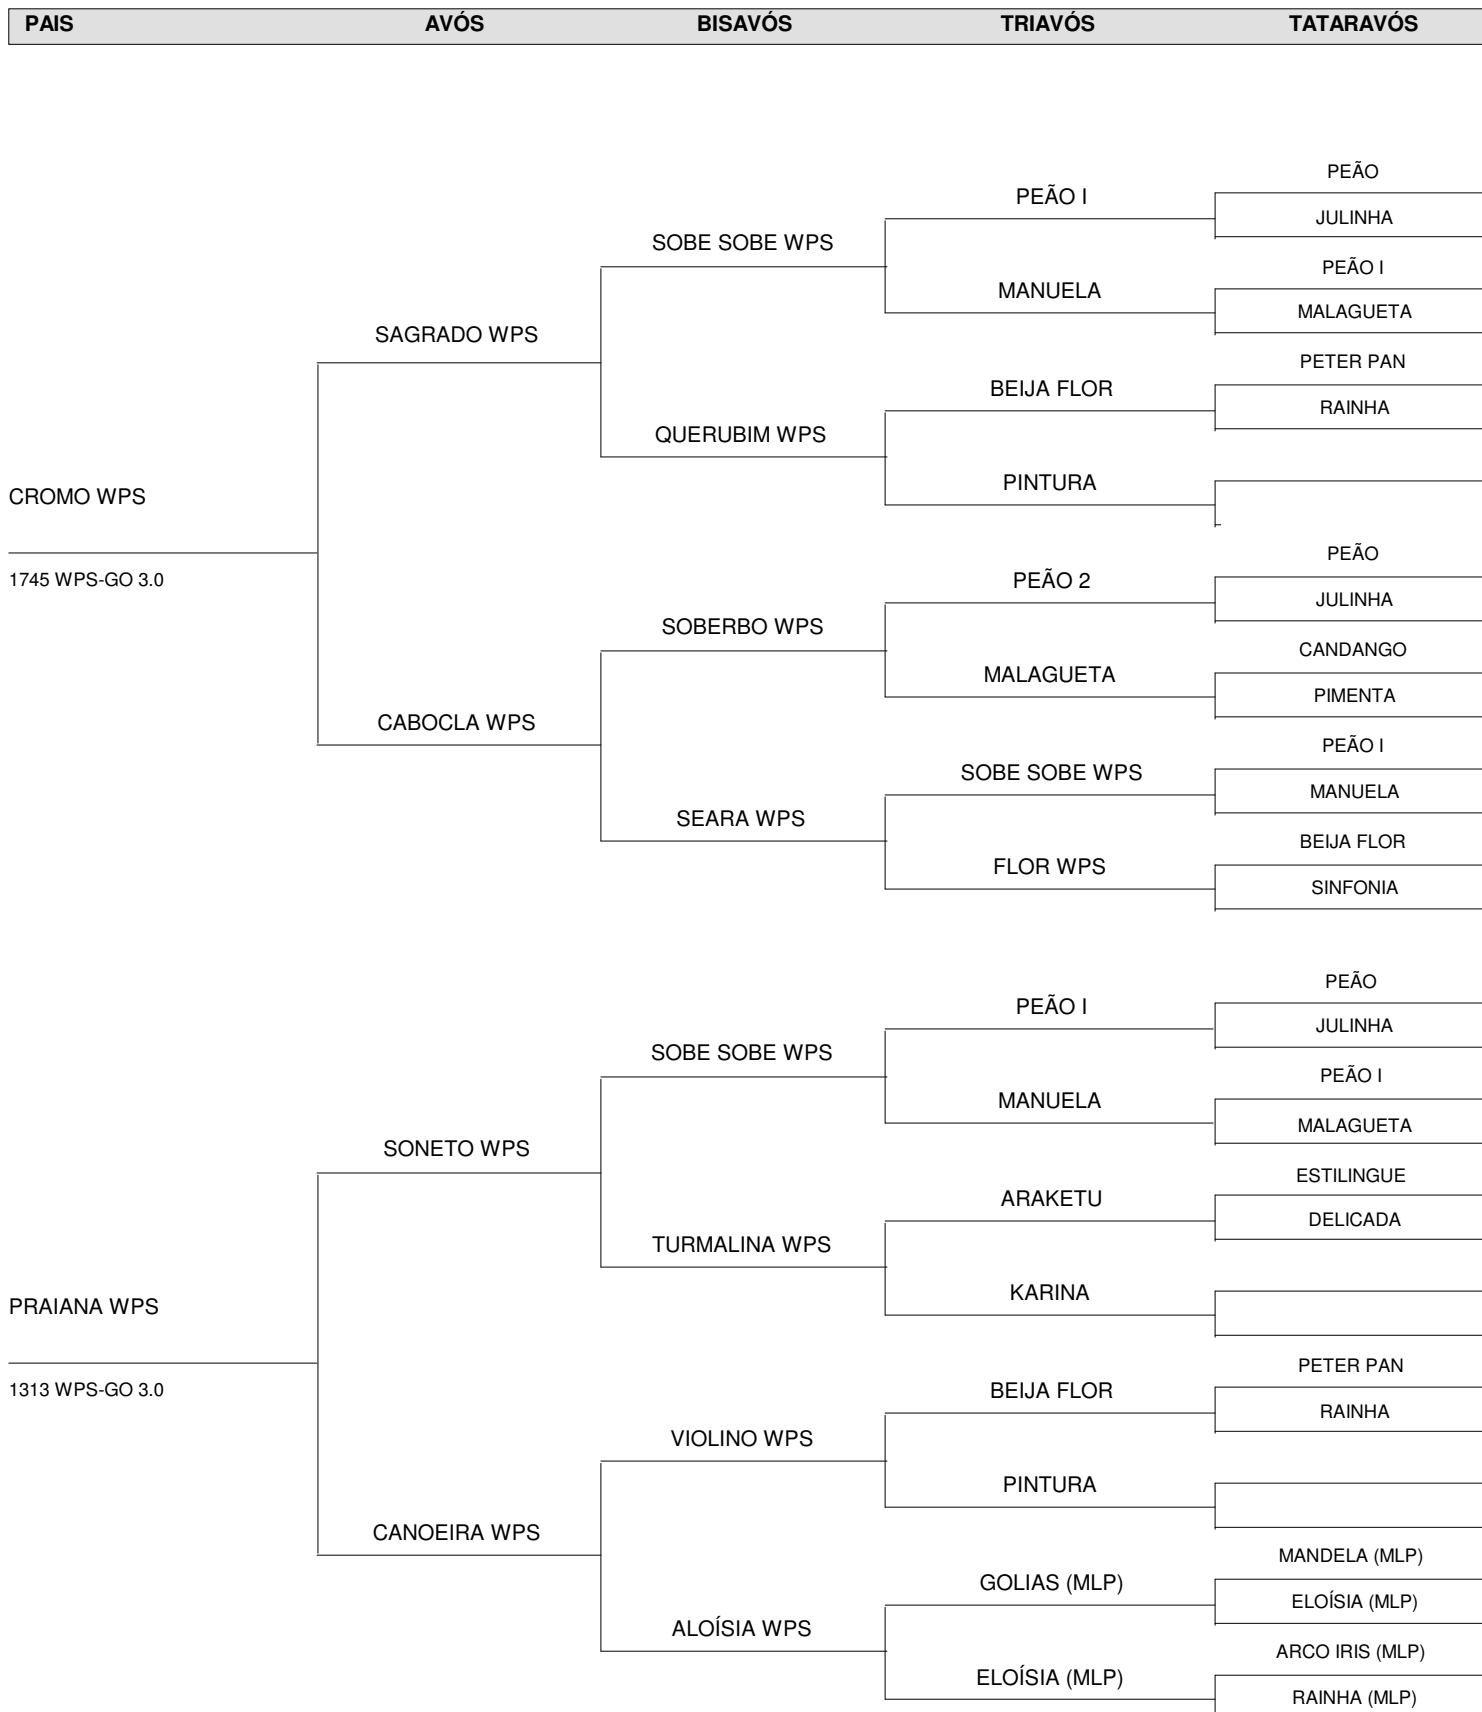 PAIS AVÓS BISAVÓS TRIAVÓS TATARAVÓS
PEÃO
PEÃO I
JULINHA
SOBE SOBE WPS
PEÃO I
MANUELA
MALAGUETA
SAGRADO WPS
PETER PAN
BEIJA FLOR
RAINHA
QUERUBIM WPS
PINTURA
CROMO WPS
PEÃO
1745 WPS-GO 3.0
PEÃO 2
JULINHA
SOBERBO WPS
CANDANGO
MALAGUETA
PIMENTA
CABOCLA WPS
PEÃO I
SOBE SOBE WPS
MANUELA
SEARA WPS
BEIJA FLOR
FLOR WPS
SINFONIA
PEÃO
PEÃO I
JULINHA
SOBE SOBE WPS
PEÃO I
MANUELA
MALAGUETA
SONETO WPS
ESTILINGUE
ARAKETU
DELICADA
TURMALINA WPS
KARINA
PRAIANA WPS
PETER PAN
1313 WPS-GO 3.0
BEIJA FLOR
RAINHA
VIOLINO WPS
PINTURA
CANOEIRA WPS
MANDELA (MLP)
GOLIAS (MLP)
ELOÍSIA (MLP)
ALOÍSIA WPS
ARCO IRIS (MLP)
ELOÍSIA (MLP)
RAINHA (MLP)